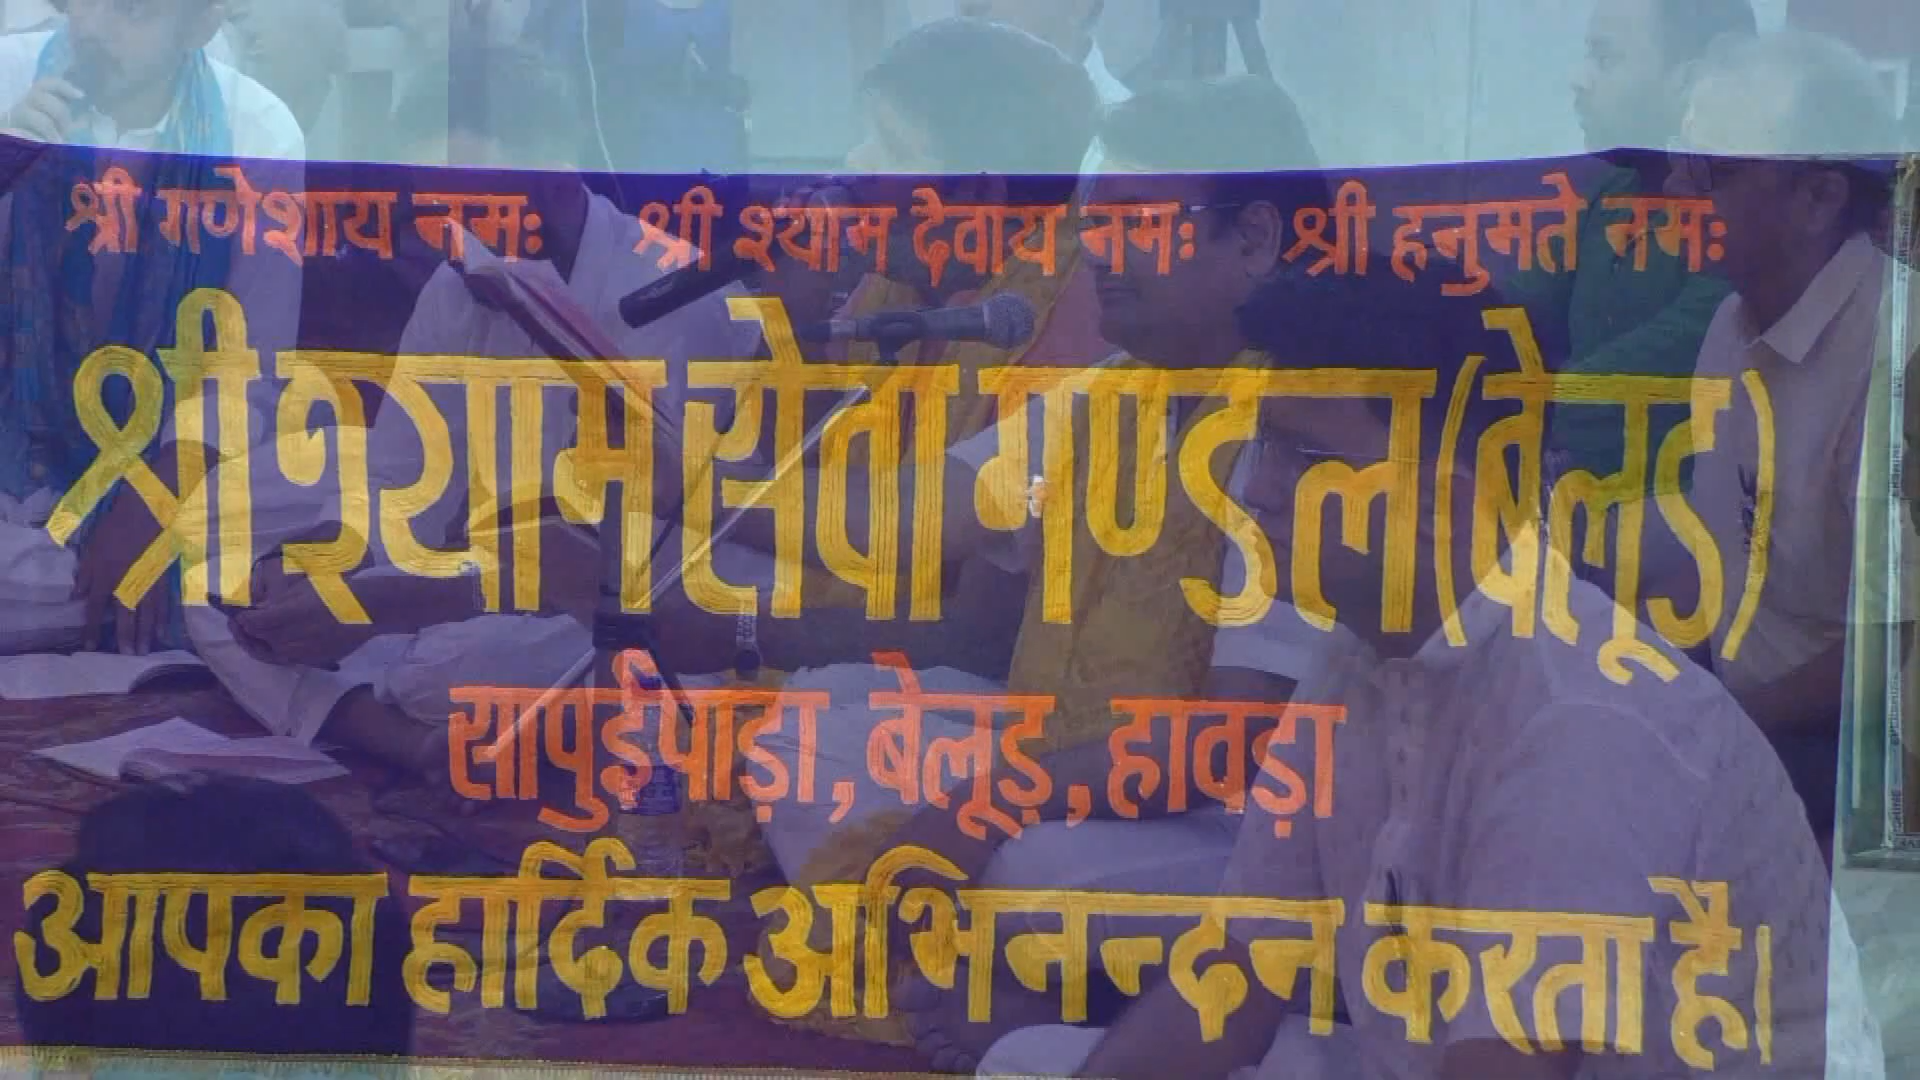 श्री गणेशाय नमः श्री श्याम देवाय नमः श्री हनुमते नमः
श्री श्याम सेवा मण्डल (बेलूड)
सापुईपाड़ा, बेलूड़, हावड़ा
आपका हार्दिक अभिनन्दन करता है।